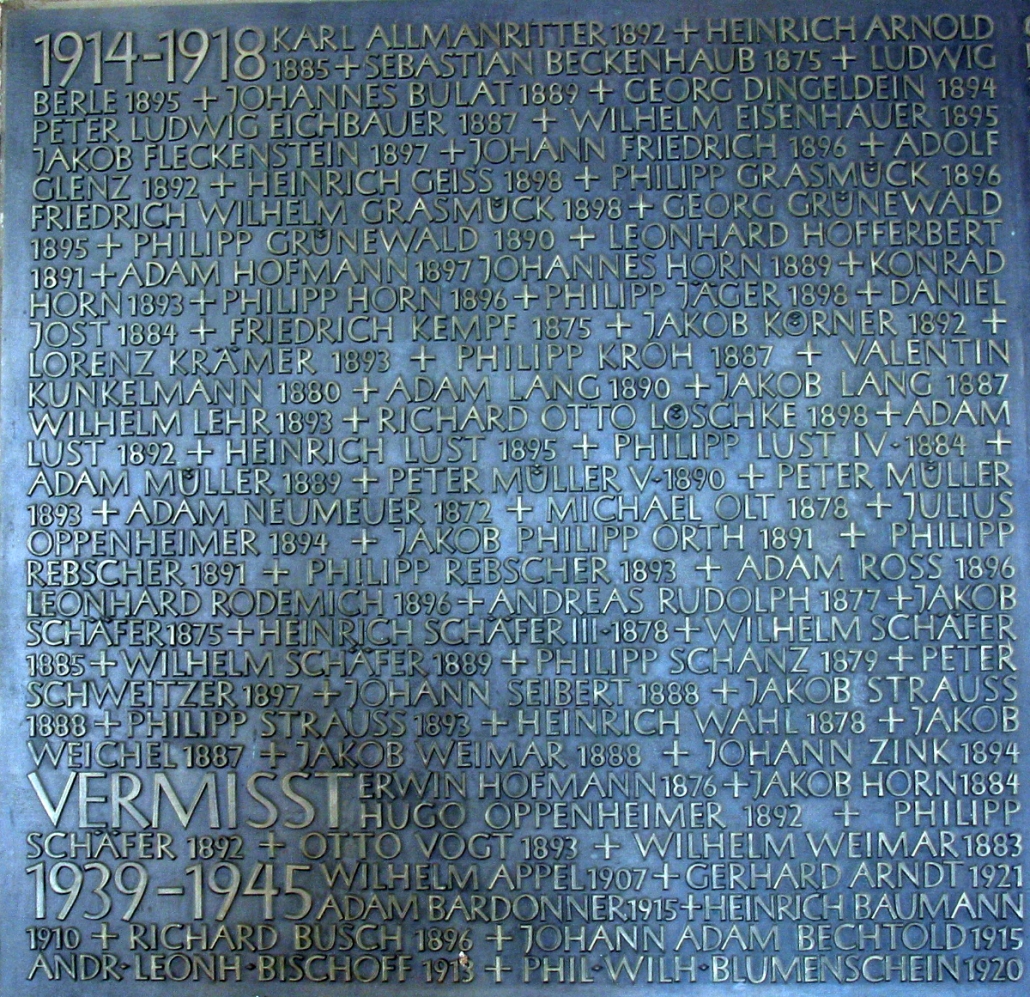 1914-1918 KARL ALLMANRITTER 1892 + HEINRICH ARNOLD
1885 + SEBASTIAN BECKENHAUB 1875 + LUDWIG
BERLE 1895 + JOHANNES BULAT 1889 + GEORG DINGELDEIN 1894
PETER LUDWIG EICHBAUER 1887 + WILHELM EISENHAUER 1895
JAKOB FLECKENSTEIN 1897 + JOHANN FRIEDRICH 1896 + ADOLF
GLENZ 1892 + HEINRICH GEISS 1898 + PHILIPP GRASMÜCK 1896
FRIEDRICH WILHELM GRASMÜCK 1898 + GEORG GRÜNEWALD
1895 + PHILIPP GRÜNEWALD 1890 + LEONHARD HOFFERBERT
1891 + ADAM HOFMANN 1897 JOHANNES HORN 1889 + KONRAD
HORN 1893 + PHILIPP HORN 1896 + PHILIPP JÄGER 1898 + DANIEL
JOST 1884 + FRIEDRICH KEMPF 1875 + JAKOB KÖRNER 1892 +
LORENZ KRÄMER 1893 + PHILIPP KROH 1887 + VALENTIN
KUNKELMANN 1880 + ADAM LANG 1890 + JAKOB LANG 1887
WILHELM LEHR 1893 + RICHARD OTTO LÖSCHKE 1898 + ADAM
LUST 1892 + HEINRICH LUST 1895 + PHILIPP LUST IV·1884 +
ADAM MÜLLER 1889 + PETER MÜLLER V·1890 + PETER MÜLLER
1893 + ADAM NEUMEUER 1872 + MICHAEL OLT 1878 + JULIUS
OPPENHEIMER 1894 + JAKOB PHILIPP ORTH 1891 + PHILIPP
REBSCHER 1891 + PHILIPP REBSCHER 1893 + ADAM ROSS 1896
LEONHARD RODEMICH 1896 + ANDREAS RUDOLPH 1877 + JAKOB
SCHÄFER 1875 + HEINRICH SCHÄFER III·1878 + WILHELM SCHÄFER
1885 + WILHELM SCHÄFER 1889 + PHILIPP SCHANZ 1879 + PETER
SCHWEITZER 1897 + JOHANN SEIBERT 1888 + JAKOB STRAUSS
1888 + PHILIPP STRAUSS 1893 + HEINRICH WAHL 1878 + JAKOB
WEICHEL 1887 + JAKOB WEIMAR 1888 + JOHANN ZINK 1894
VERMISST ERWIN HOFMANN 1876 + JAKOB HORN 1884
HUGO OPPENHEIMER 1892 + PHILIPP
SCHÄFER 1892 + OTTO VOGT 1893 + WILHELM WEIMAR 1883
1939-1945 WILHELM APPEL 1907 + GERHARD ARNDT 1921
ADAM BARDONNER 1915 + HEINRICH BAUMANN
1910 + RICHARD BUSCH 1896 + JOHANN ADAM BECHTOLD 1915
ANDR·LEONH·BISCHOFF + PHIL·WILH·BLUMENSCHEIN 1920